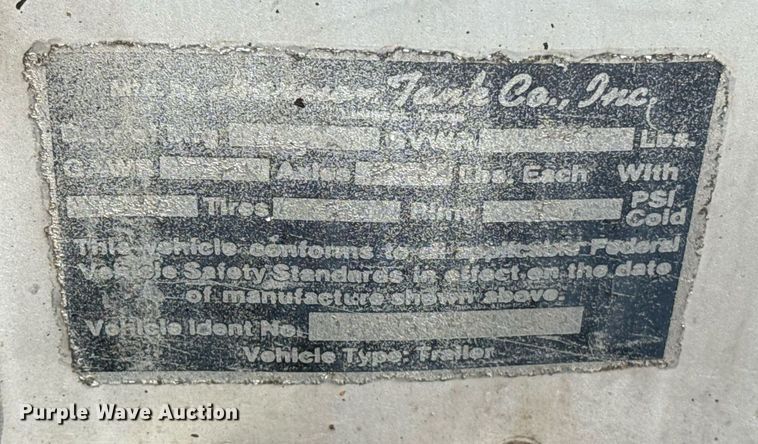 Tank Co., Inc.
Lbs.
GAWR Axles Lbs. Each With
Tires Rims PSI
Cold
This vehicle conforms to all applicable Federal
Vehicle Safety Standards in effect on the date
of manufacture shown above.
Vehicle Ident No.
Vehicle Type: Trailer
Purple Wave Auction